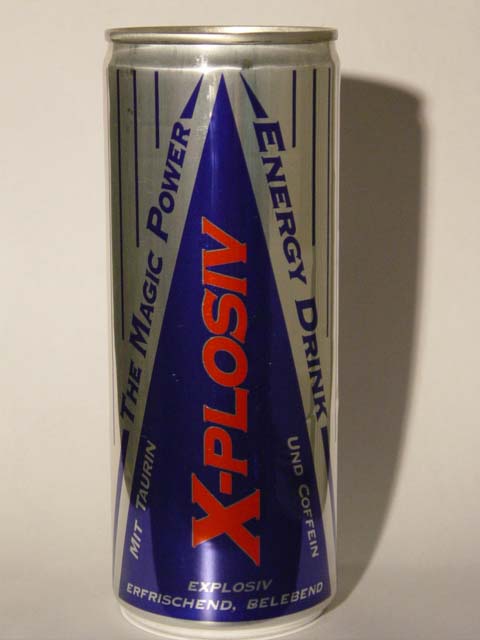 THE MAGIC POWER
ENERGY DRINK
X-PLOSIV
MIT TAURIN
UND COFFEIN
EXPLOSIV
ERFRISCHEND, BELEBEND